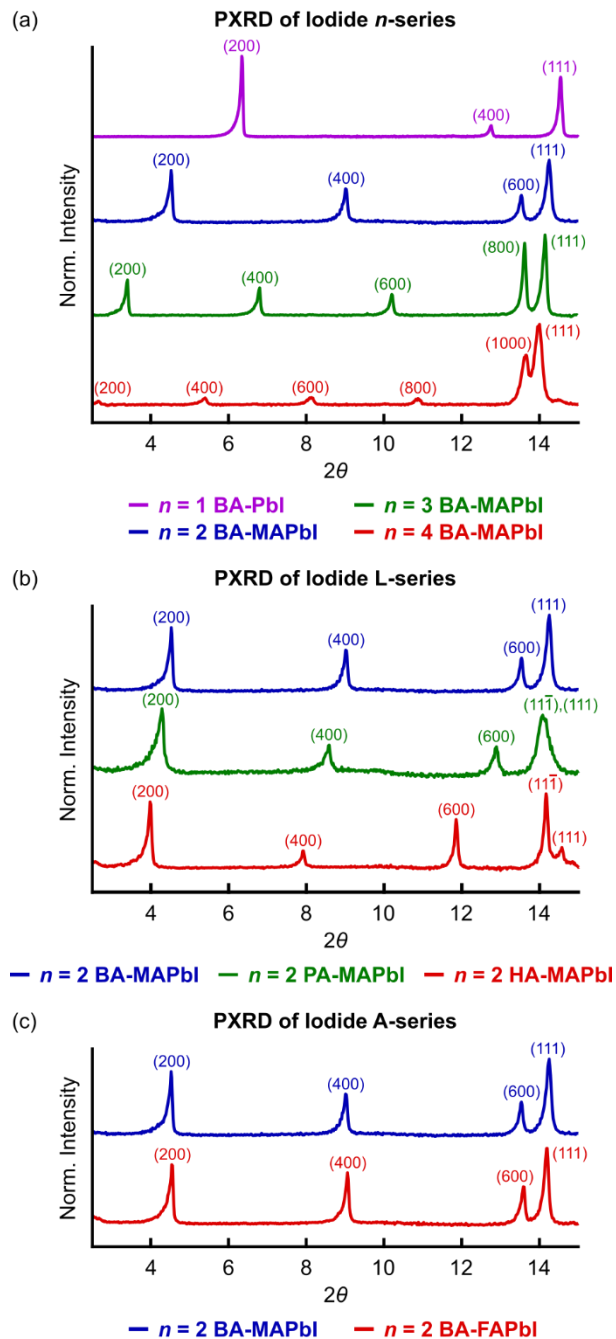 (a) PXRD of Iodide n-series
(200) (400) (111)
(200) (400) (600) (111)
(200) (400) (600) (800) (111)
(200) (400) (600) (800) (1000) (111)
Norm. Intensity
4 6 8 10 12 14
2θ
n = 1 BA-PbI n = 3 BA-MAPbI
n = 2 BA-MAPbI n = 4 BA-MAPbI
(b) PXRD of Iodide L-series
(200) (400) (600) (111)
(200) (400) (600) (111̅),(111)
(200) (400) (600) (111̅) (111)
Norm. Intensity
4 6 8 10 12 14
2θ
n = 2 BA-MAPbI n = 2 PA-MAPbI n = 2 HA-MAPbI
(c) PXRD of Iodide A-series
(200) (400) (600) (111)
(200) (400) (600) (111)
Norm. Intensity
4 6 8 10 12 14
2θ
n = 2 BA-MAPbI n = 2 BA-FAPbI